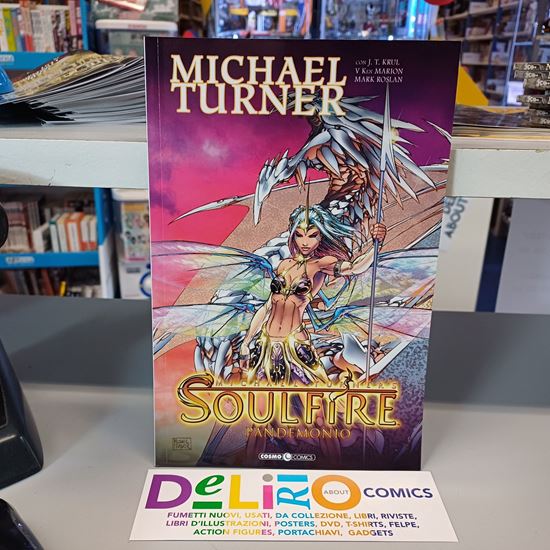 MICHAEL
TURNER
CON J. T. KRUL
V KEN MARION
MARK ROSLAN
SOULFIRE
PANDEMONIO
COSMO COMICS
DELIRIO
ABOUT
COMICS
FUMETTI NUOVI, USATI, DA COLLEZIONE, LIBRI, RIVISTE,
LIBRI D'ILLUSTRAZIONI, POSTERS, DVD, T-SHIRTS, FELPE,
ACTION FIGURES, PORTACHIAVI, GADGETS
ABOUT